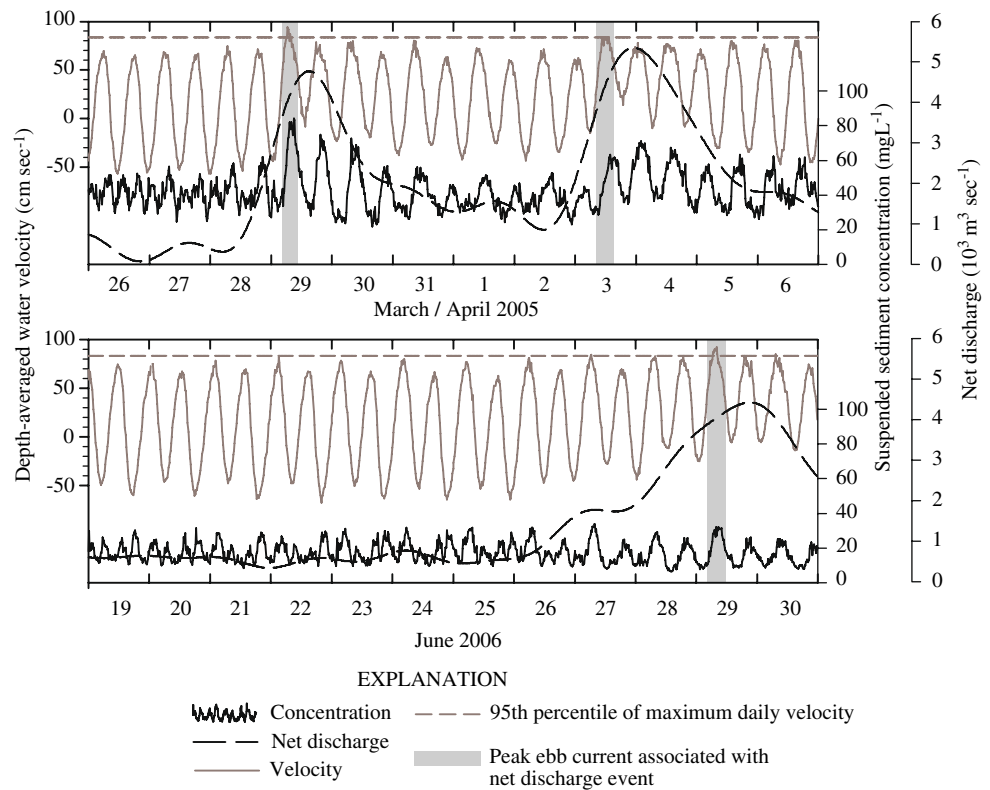 100
50
0
-50
100
80
60
40
20
0
6
5
4
3
2
1
0
26 27 28 29 30 31 1 2 3 4 5 6
March / April 2005
100
50
0
-50
100
80
60
40
20
0
6
5
4
3
2
1
0
19 20 21 22 23 24 25 26 27 28 29 30
June 2006
Depth-averaged water velocity (cm sec⁻¹)
Suspended sediment concentration (mgL⁻¹)
Net discharge (10³ m³ sec⁻¹)
EXPLANATION
Concentration
Net discharge
Velocity
95th percentile of maximum daily velocity
Peak ebb current associated with
net discharge event